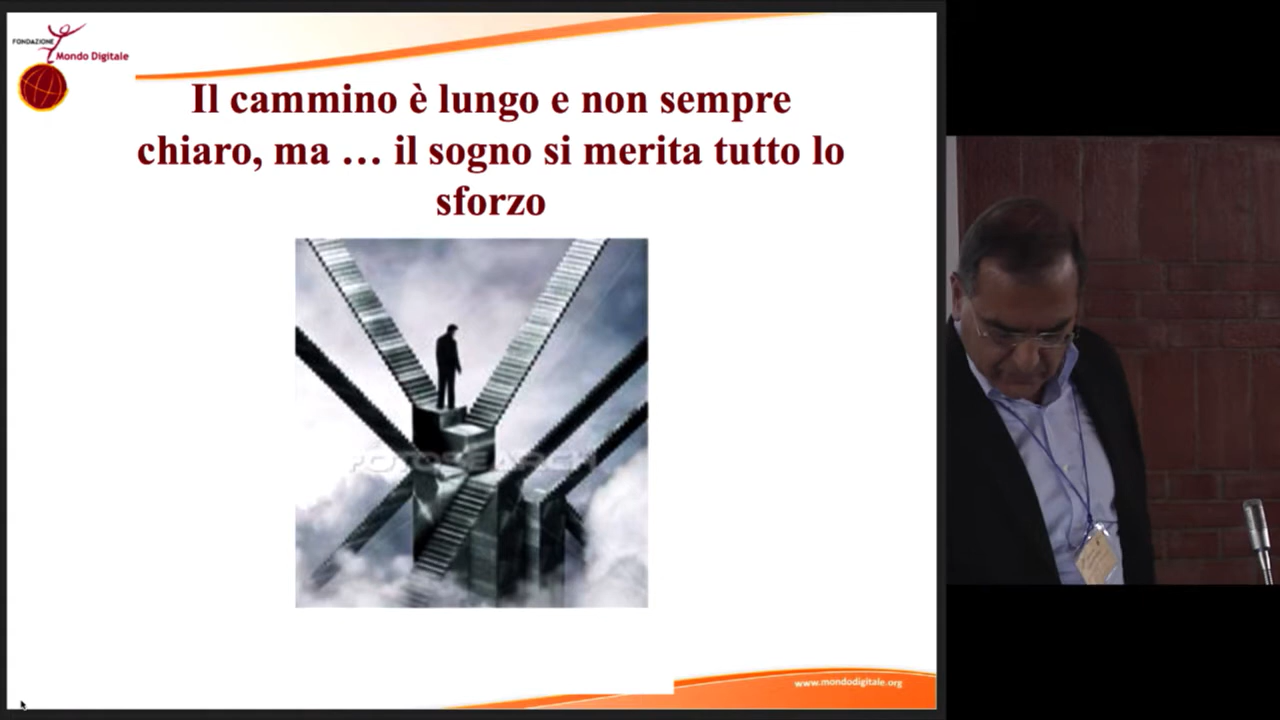 FONDAZIONE
Mondo Digitale
Il cammino è lungo e non sempre
chiaro, ma … il sogno si merita tutto lo
sforzo
FOTOSEARCH
www.mondodigitale.org